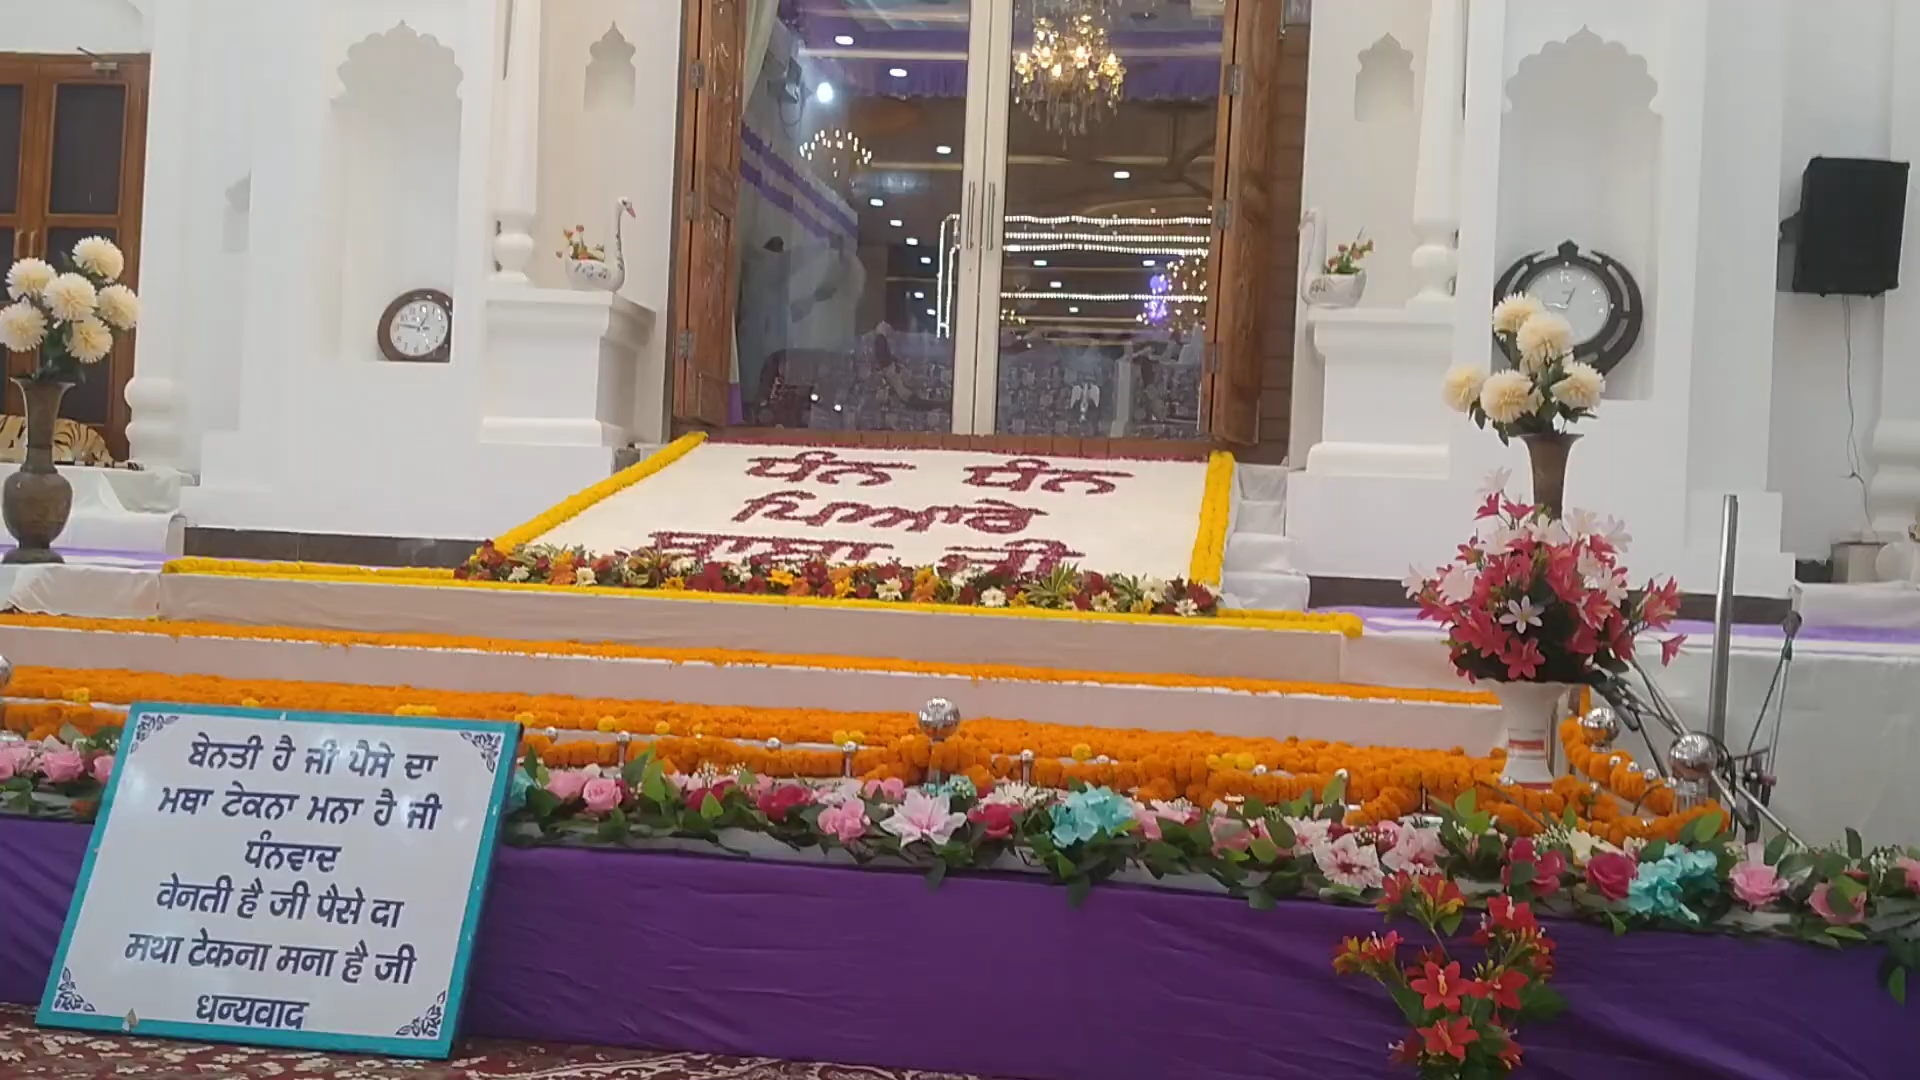 ਧੰਨ ਧੰਨ
ਪਿਆਰੇ
ਬਾਬਾ ਜੀ
ਬੇਨਤੀ ਹੈ ਜੀ ਪੈਸੇ ਦਾ
ਮਥਾ ਟੇਕਨਾ ਮਨਾ ਹੈ ਜੀ
ਧੰਨਵਾਦ
वेनती है जी पैसे दा
मथा टेकना मना है जी
धन्यवाद